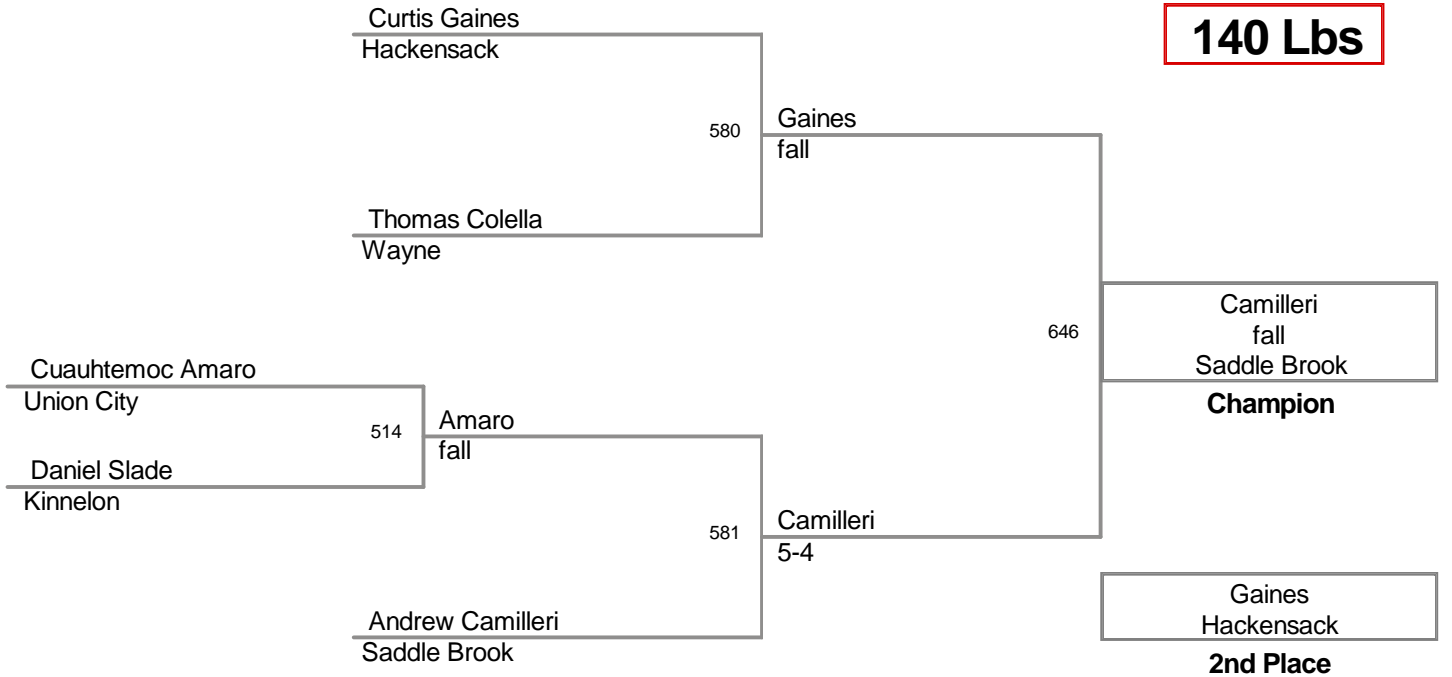 Curtis Gaines
Hackensack
140 Lbs
580
Gaines
fall
Thomas Colella
Wayne
Cuauhtemoc Amaro
Union City
514
Amaro
fall
Daniel Slade
Kinnelon
581
Camilleri
5-4
Andrew Camilleri
Saddle Brook
646
Camilleri
fall
Saddle Brook
Champion
Gaines
Hackensack
2nd Place